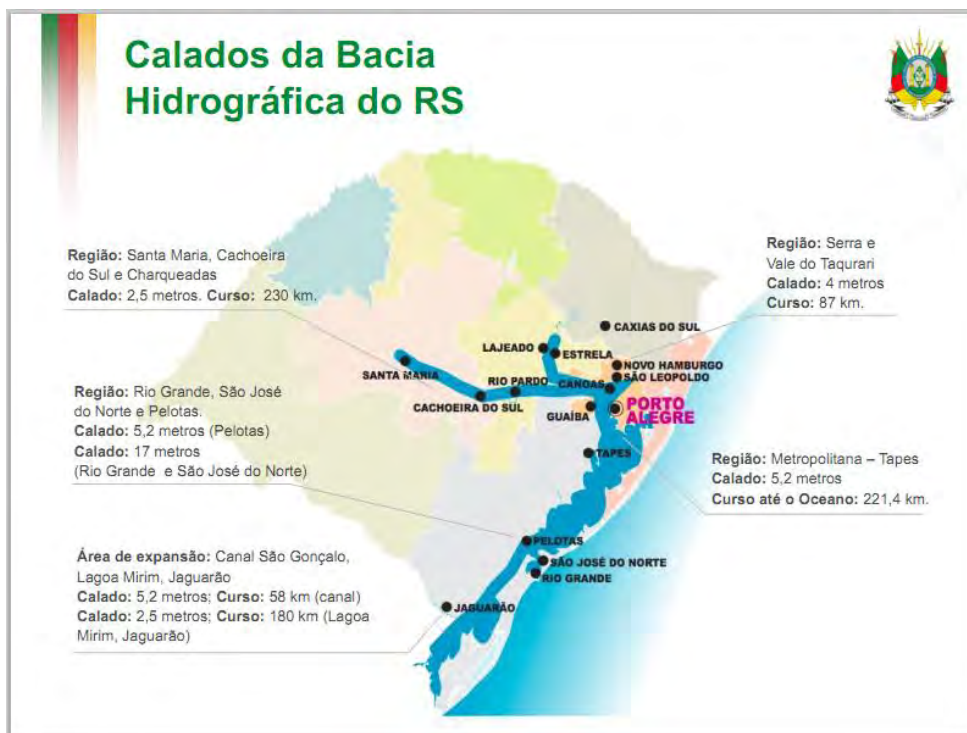 Calados da Bacia
Hidrográfica do RS
Região: Santa Maria, Cachoeira
do Sul e Charqueadas
Calado: 2,5 metros. Curso: 230 km.
Região: Serra e
Vale do Taqurari
Calado: 4 metros
Curso: 87 km.
CAXIAS DO SUL
LAJEADO
ESTRELA
NOVO HAMBURGO
SÃO LEOPOLDO
SANTA MARIA
RIO PARDO
CANOAS
CACHOEIRA DO SUL
GUAÍBA
PORTO
ALEGRE
TAPES
Região: Rio Grande, São José
do Norte e Pelotas.
Calado: 5,2 metros (Pelotas)
Calado: 17 metros
(Rio Grande e São José do Norte)
Região: Metropolitana – Tapes
Calado: 5,2 metros
Curso até o Oceano: 221,4 km.
PELOTAS
SÃO JOSÉ DO NORTE
RIO GRANDE
JAGUARÃO
Área de expansão: Canal São Gonçalo,
Lagoa Mirim, Jaguarão
Calado: 5,2 metros; Curso: 58 km (canal)
Calado: 2,5 metros; Curso: 180 km (Lagoa
Mirim, Jaguarão)